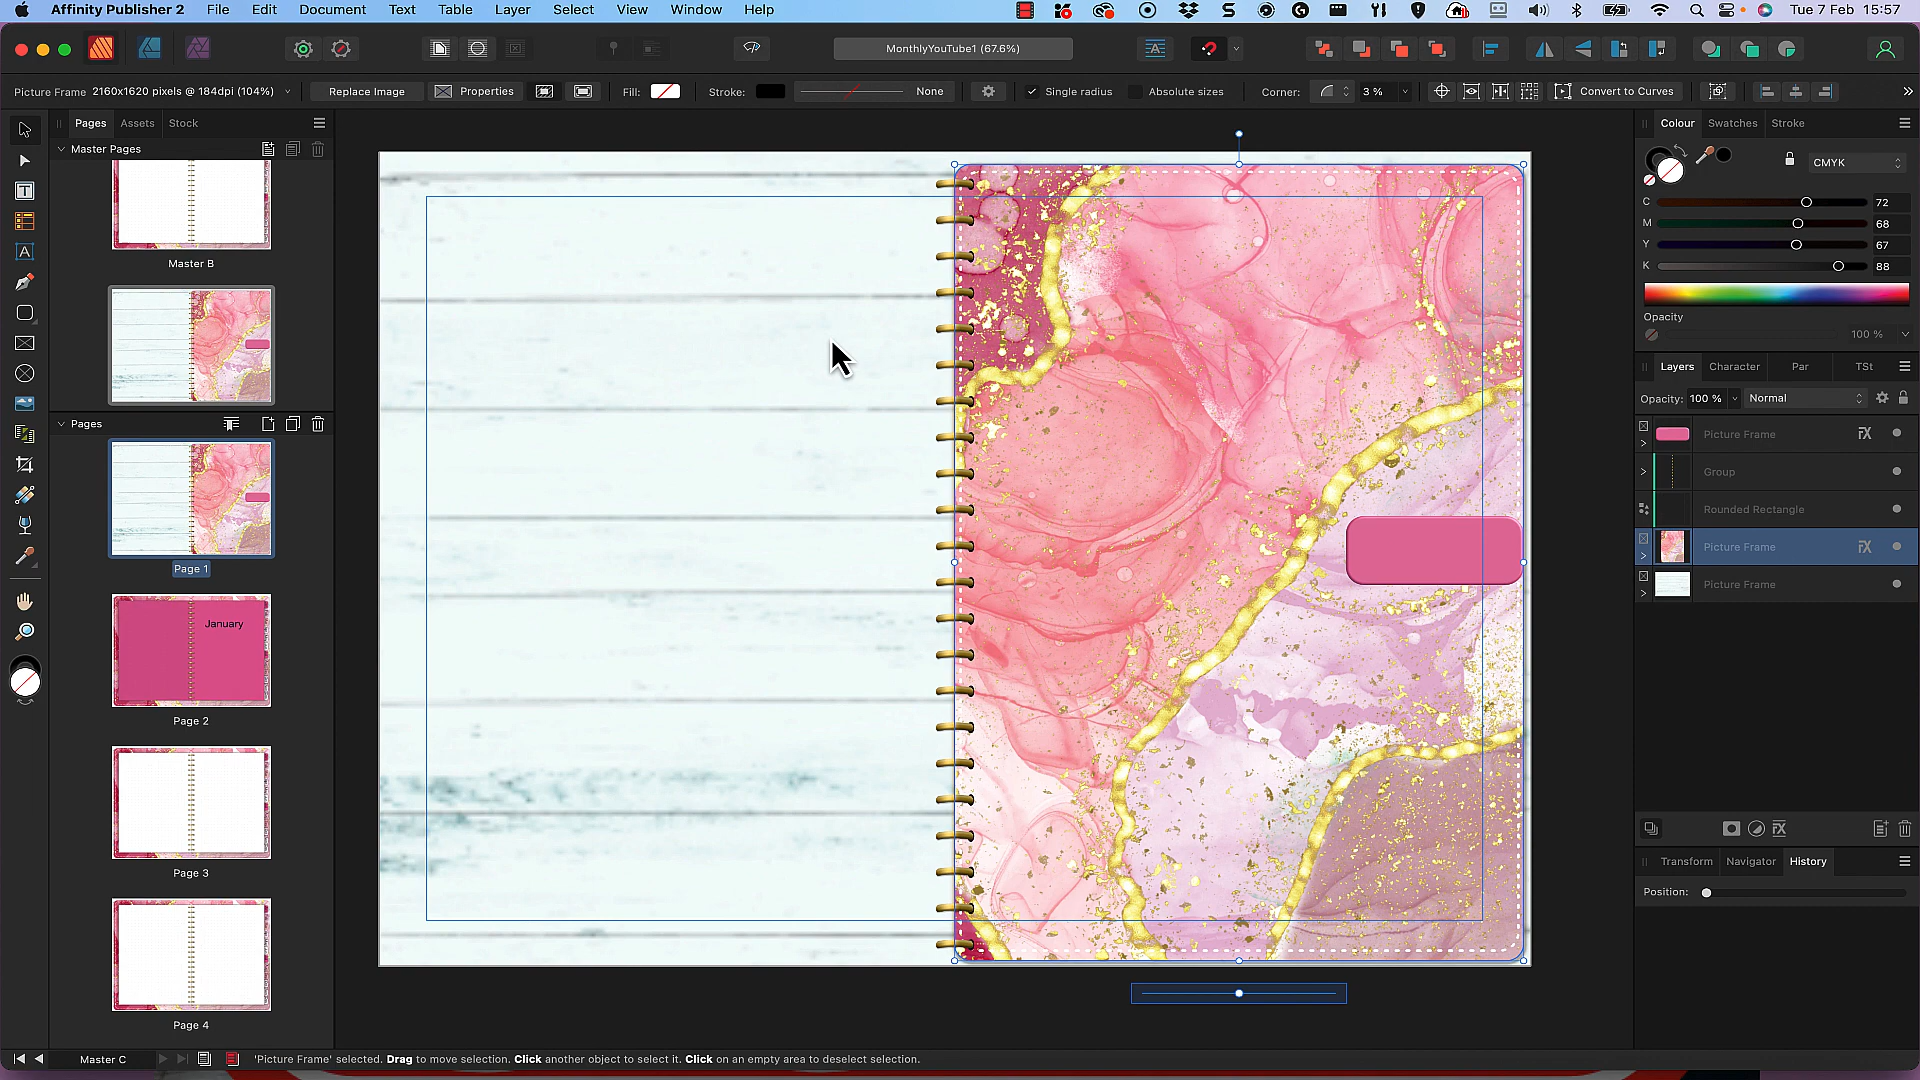 Affinity Publisher 2 File Edit Document Text Table Layer Select View Window Help Tue 7 Feb 15:57
MonthlyYouTube1 (67.6%)
Picture Frame 2160x1620 pixels @ 184dpi (104%) Replace Image Properties Fill: Stroke: None Single radius Absolute sizes Corner: 3 % Convert to Curves
Pages Assets Stock
Master Pages
Master B
Pages
Page 1
January
Page 2
Page 3
Page 4
Colour Swatches Stroke
CMYK
C 72
M 68
Y 67
K 88
Opacity
100 %
Layers Character Par TSt
Opacity: 100 % Normal
Picture Frame
Group
Rounded Rectangle
Picture Frame
Picture Frame
Transform Navigator History
Position:
Master C 'Picture Frame' selected. Drag to move selection. Click another object to select it. Click on an empty area to deselect selection.